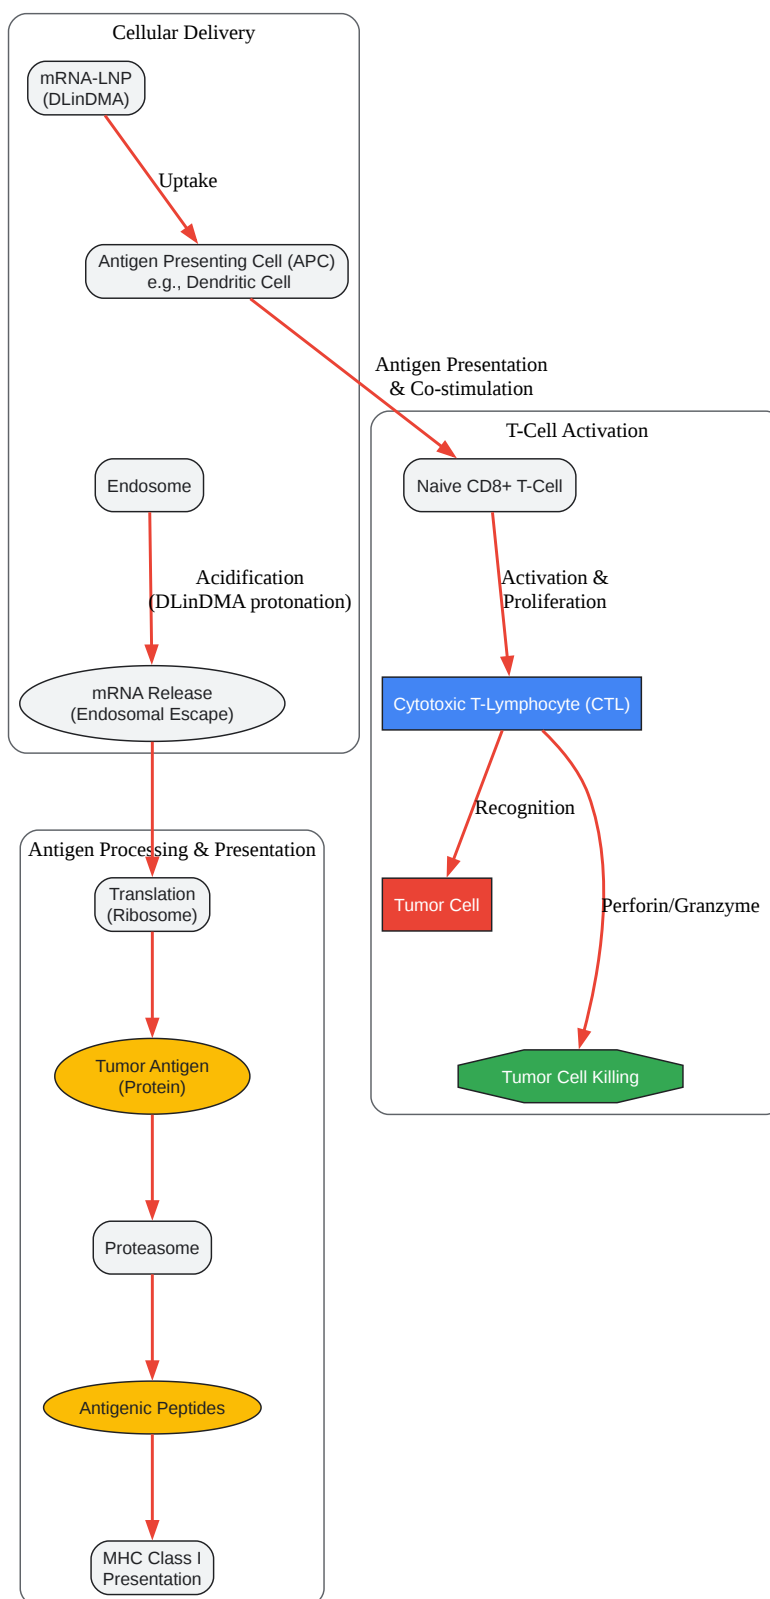 Cellular Delivery
mRNA-LNP
(DLinDMA)
Uptake
Antigen Presenting Cell (APC)
e.g., Dendritic Cell
Antigen Presentation
& Co-stimulation
T-Cell Activation
Endosome
Naive CD8+ T-Cell
Acidification
(DLinDMA protonation)
Activation &
Proliferation
mRNA Release
(Endosomal Escape)
Cytotoxic T-Lymphocyte (CTL)
Recognition
Antigen Processing & Presentation
Translation
(Ribosome)
Tumor Cell
Perforin/Granzyme
Tumor Antigen
(Protein)
Tumor Cell Killing
Proteasome
Antigenic Peptides
MHC Class I
Presentation